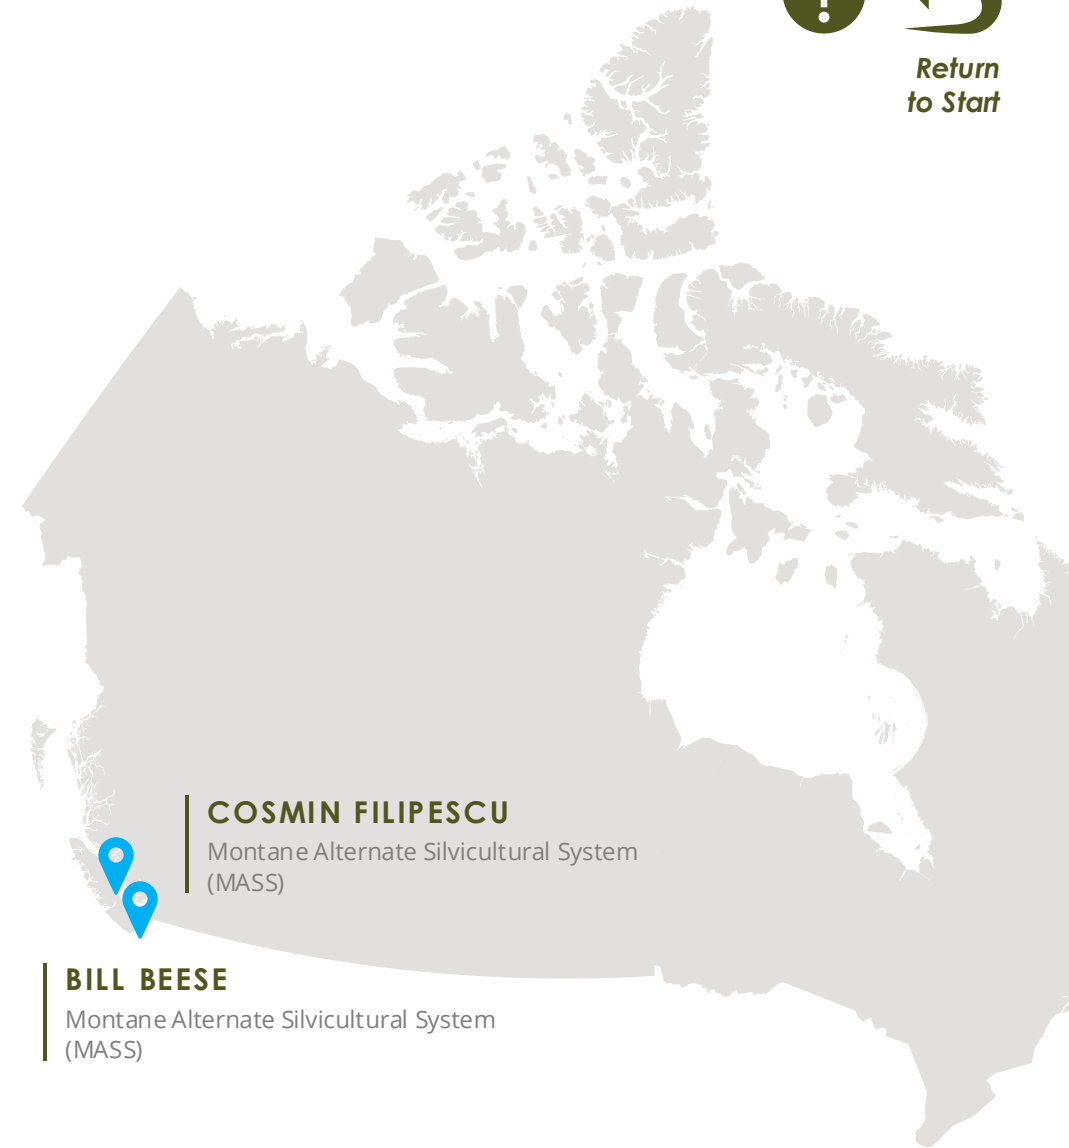 Return
to Start
COSMIN FILIPESCU
Montane Alternate Silvicultural System
(MASS)
BILL BEESE
Montane Alternate Silvicultural System
(MASS)